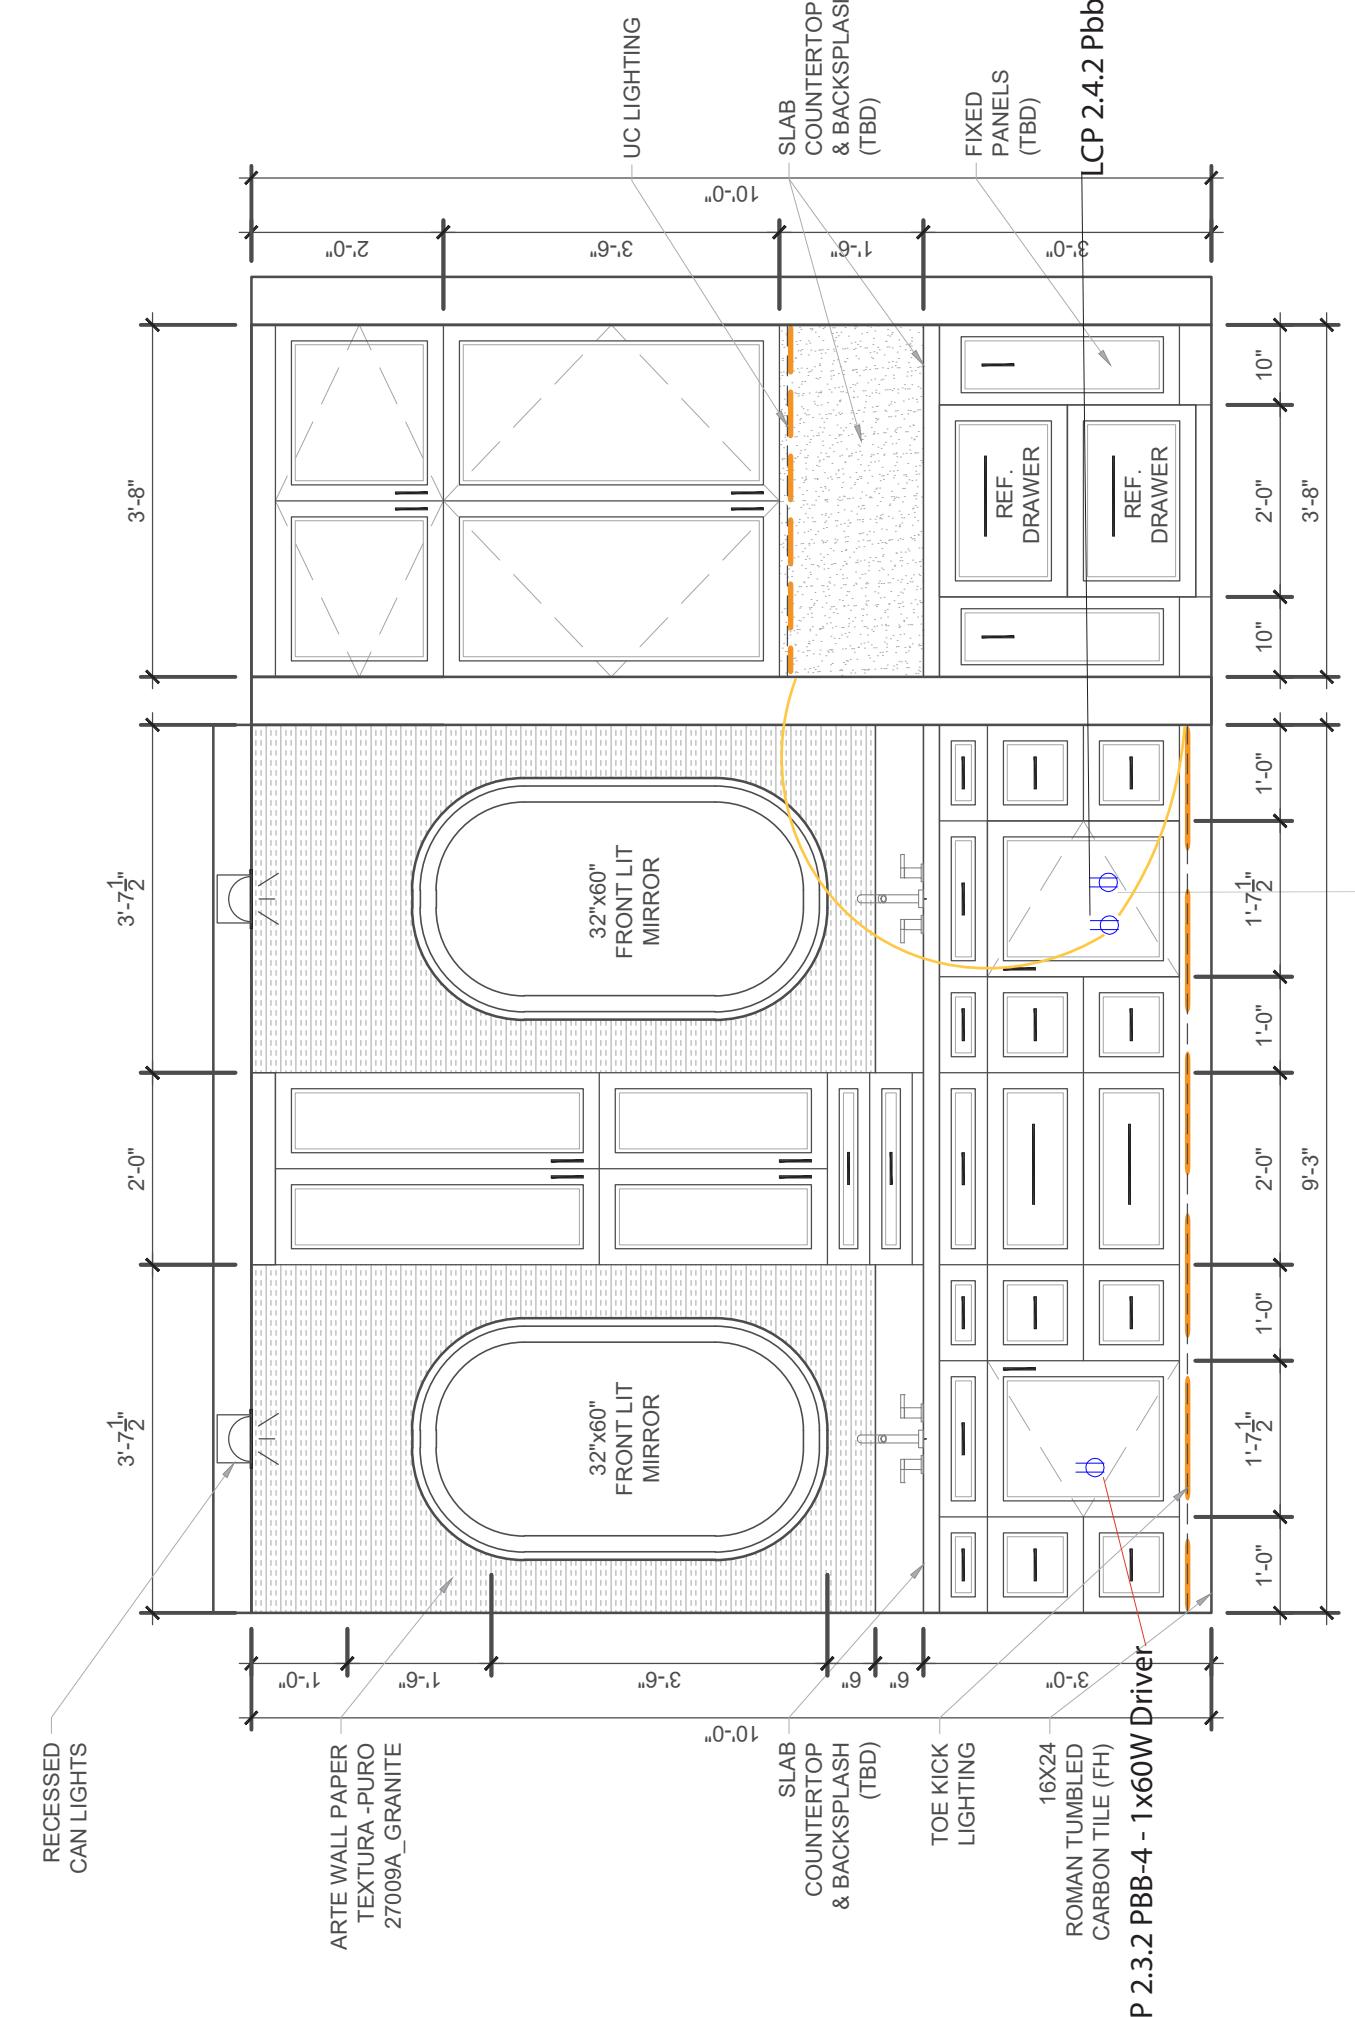 RECESSED
CAN LIGHTS
ARTE WALL PAPER
TEXTURA -PURO
27009A_GRANITE
SLAB
COUNTERTOP
& BACKSPLASH
(TBD)
TOE KICK
LIGHTING
16X24
ROMAN TUMBLED
CARBON TILE (FH)
P 2.3.2 PBB-4 - 1x60W Driver
10'-0"
1'-0"
1'-6"
3'-6"
6"
6"
3'-0"
3'-7 1/2"
2'-0"
3'-7 1/2"
3'-8"
32"x60"
FRONT LIT
MIRROR
32"x60"
FRONT LIT
MIRROR
REF.
DRAWER
REF.
DRAWER
1'-0"
1'-7 1/2"
1'-0"
2'-0"
1'-0"
1'-7 1/2"
1'-0"
9'-3"
10"
2'-0"
10"
3'-8"
2'-0"
3'-6"
1'-6"
3'-0"
10'-0"
UC LIGHTING
SLAB
COUNTERTOP
& BACKSPLASH
(TBD)
FIXED
PANELS
(TBD)
LCP 2.4.2 Pbb